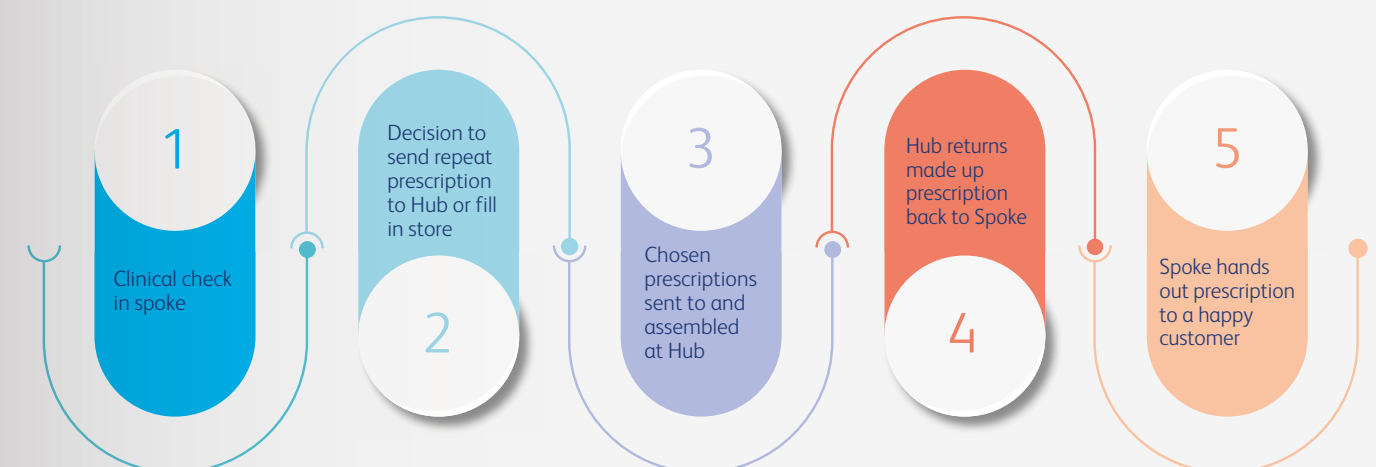 1
Clinical check
in spoke
Decision to
send repeat
prescription
to Hub or fill
in store
2
3
Chosen
prescriptions
sent to and
assembled
at Hub
Hub returns
made up
prescription
back to Spoke
4
5
Spoke hands
out prescription
to a happy
customer